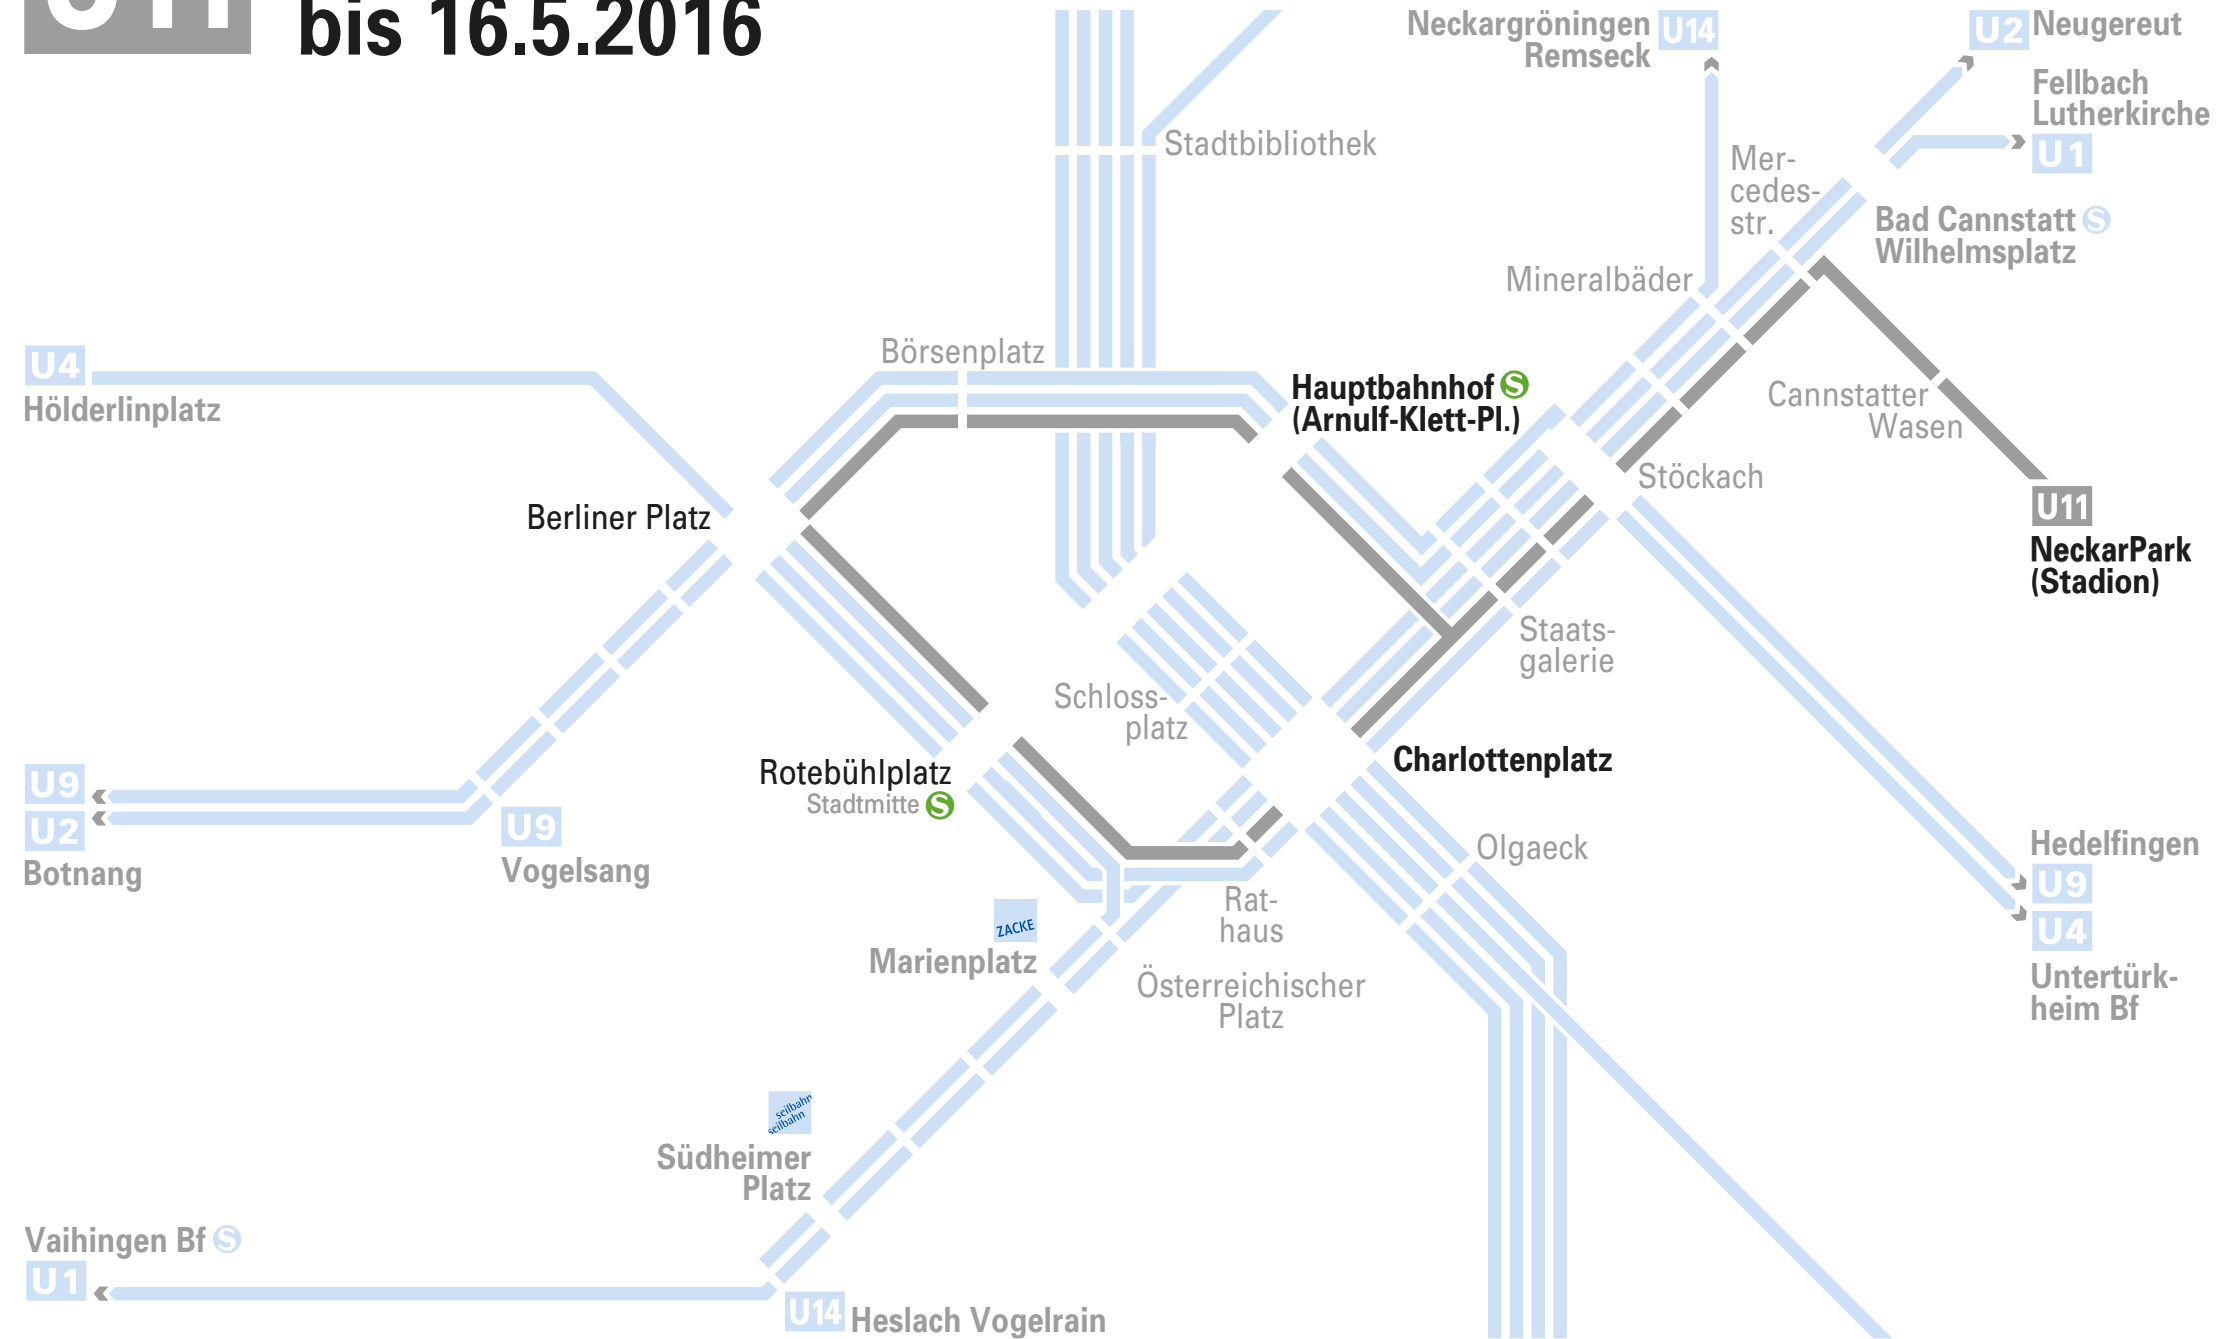 U11
bis 16.5.2016
Neckargröningen
Remseck
U14
U2
Neugereut
Fellbach
Lutherkirche
U1
Stadtbibliothek
Mer-
cedes-
str.
Bad Cannstatt S
Wilhelmsplatz
Mineralbäder
U4
Hölderlinplatz
Börsenplatz
Hauptbahnhof S
(Arnulf-Klett-Pl.)
Cannstatter
Wasen
Stöckach
U11
NeckarPark
(Stadion)
Berliner Platz
Staats-
galerie
Schloss-
platz
Charlottenplatz
Rotebühlplatz
Stadtmitte S
U9
U2
Botnang
U9
Vogelsang
Olgaeck
Hedelfingen
U9
U4
Untertürk-
heim Bf
Rat-
haus
ZACKE
Marienplatz
Österreichischer
Platz
seilbahn
seilbahn
Südheimer
Platz
Vaihingen Bf S
U1
U14
Heslach Vogelrain